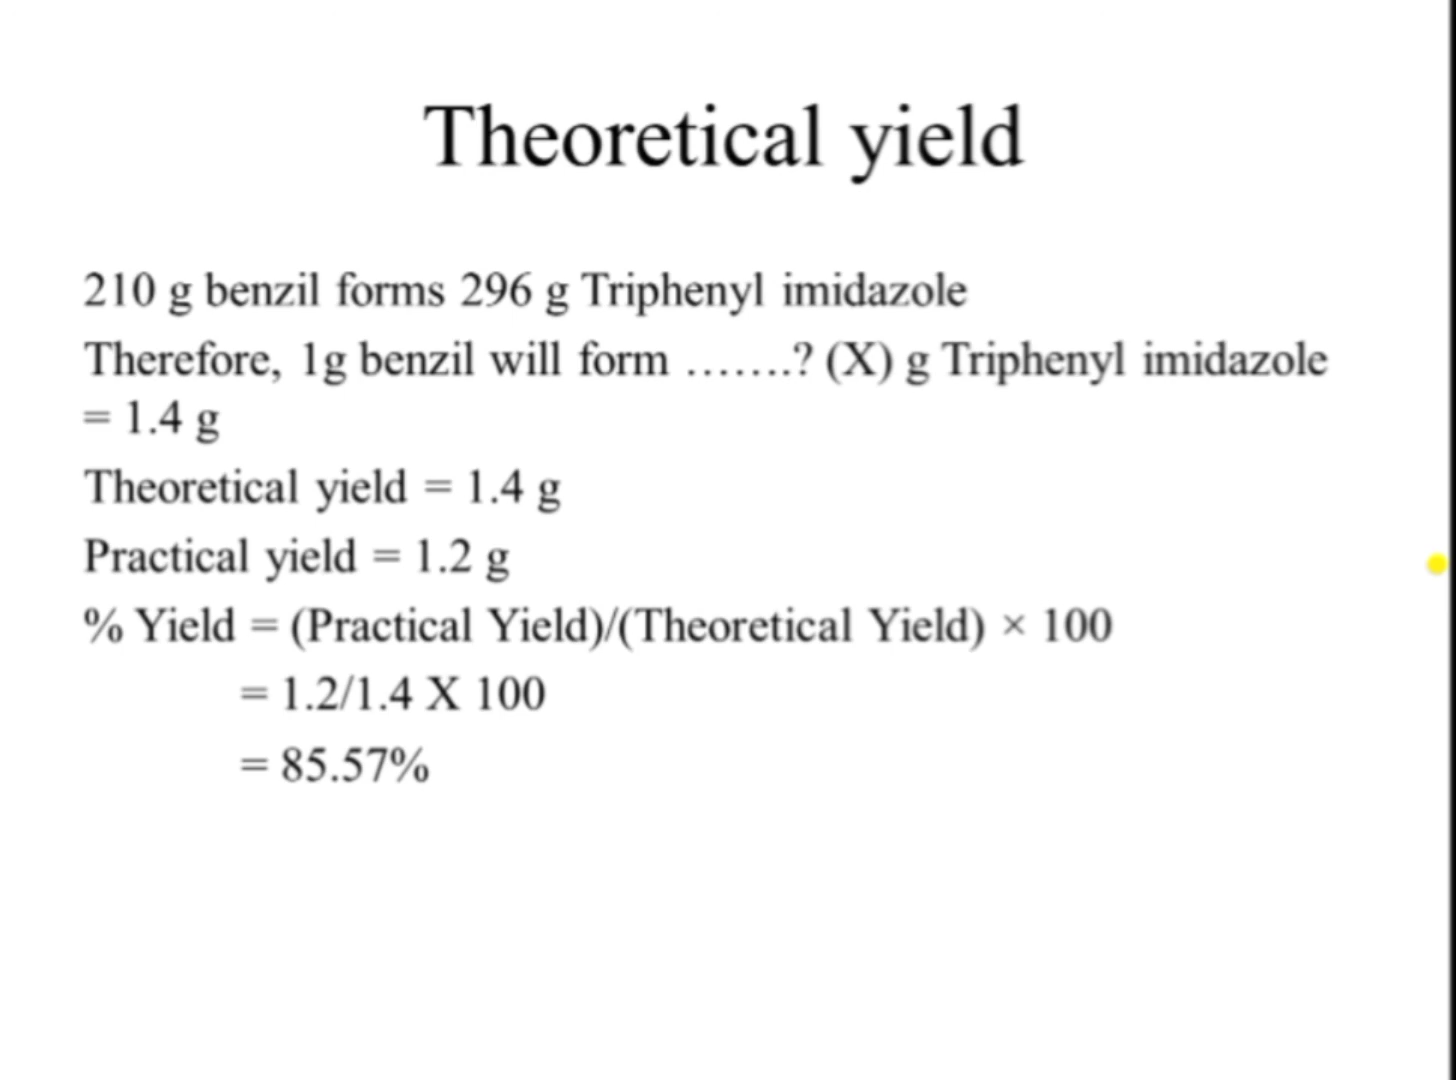 Theoretical yield
210 g benzil forms 296 g Triphenyl imidazole
Therefore, 1g benzil will form .......? (X) g Triphenyl imidazole
= 1.4 g
Theoretical yield = 1.4 g
Practical yield = 1.2 g
% Yield = (Practical Yield)/(Theoretical Yield) × 100
= 1.2/1.4 X 100
= 85.57%